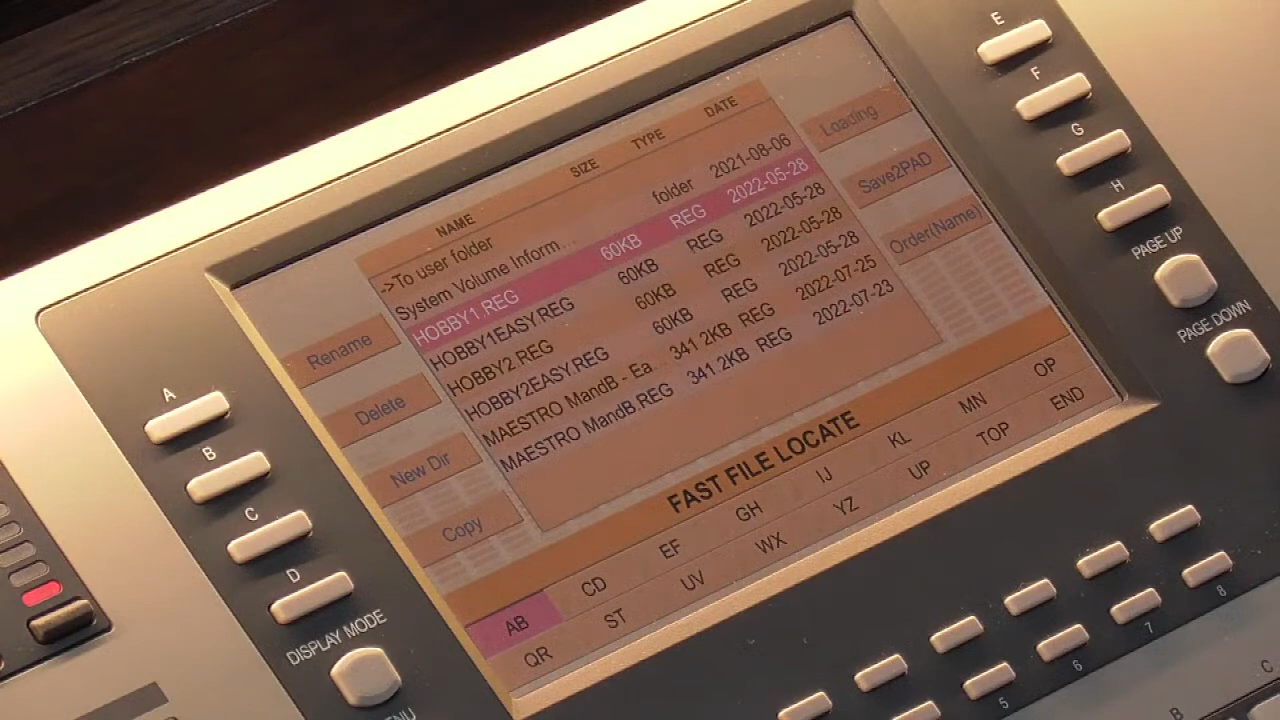 NAME SIZE TYPE DATE
->To user folder
System Volume Inform... folder 2021-08-06
HOBBY1.REG 60KB REG 2022-05-28
HOBBY1EASY.REG 60KB REG 2022-05-28
HOBBY2.REG 60KB REG 2022-05-28
HOBBY2EASY.REG 60KB REG 2022-05-28
MAESTRO MandB - Ea... 341.2KB REG 2022-07-25
MAESTRO MandB.REG 341.2KB REG 2022-07-23
Rename
Delete
New Dir
Copy
Loading
Save2PAD
Order(Name)
FAST FILE LOCATE
AB CD EF GH IJ KL MN OP
QR ST UV WX YZ UP TOP END
A
B
C
D
DISPLAY MODE
E
F
G
H
PAGE UP
PAGE DOWN
5 6 7 8
B C